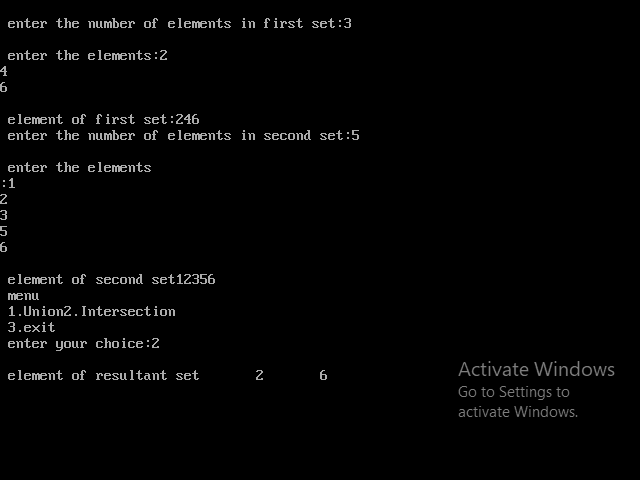 enter the number of elements in first set:3
enter the elements:2
4
6
element of first set:246
enter the number of elements in second set:5
enter the elements
:1
2
3
5
6
element of second set12356
menu
1.Union2.Intersection
3.exit
enter your choice:2
element of resultant set 2 6
Activate Windows
Go to Settings to
activate Windows.